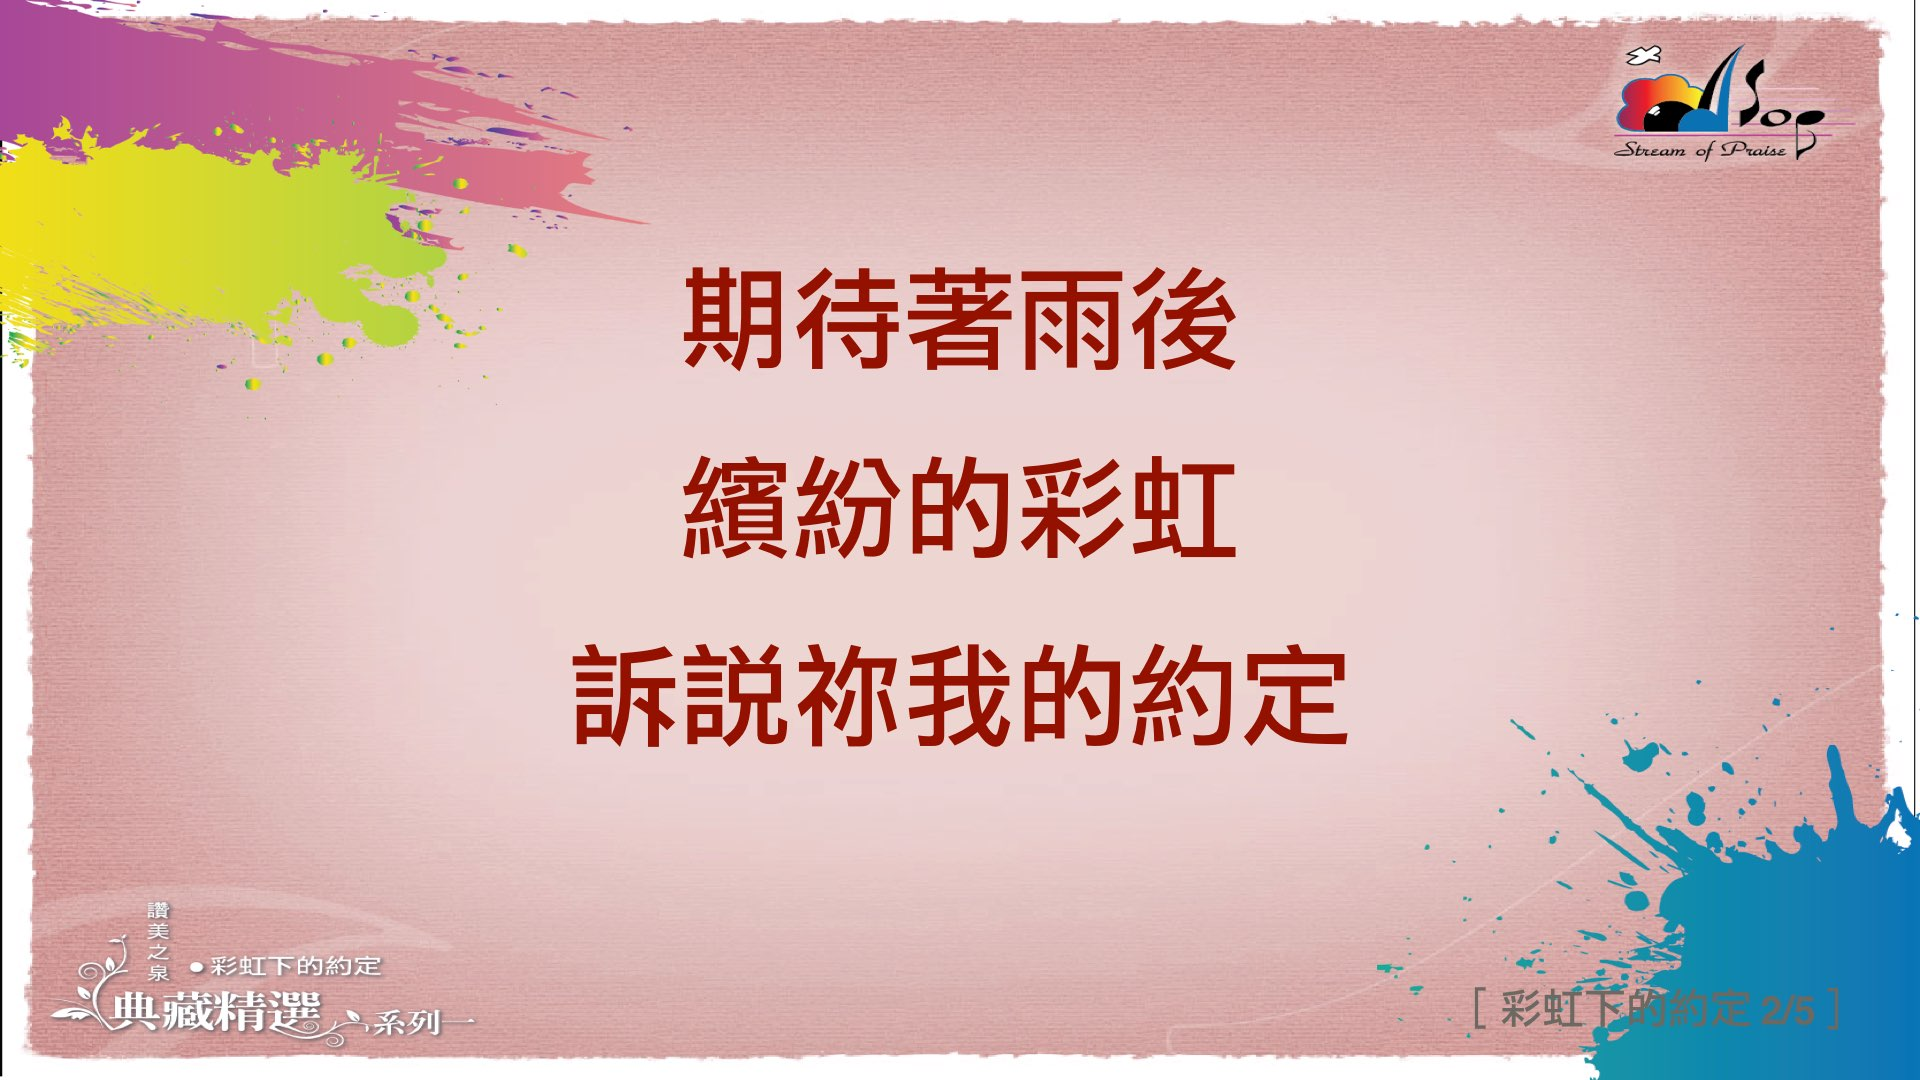 Sop
Stream of Praise
期待著雨後
繽紛的彩虹
訴説祢我的約定
讚美之泉
•彩虹下的約定
典藏精選 系列一
[ 彩虹下的約定 2/5 ]